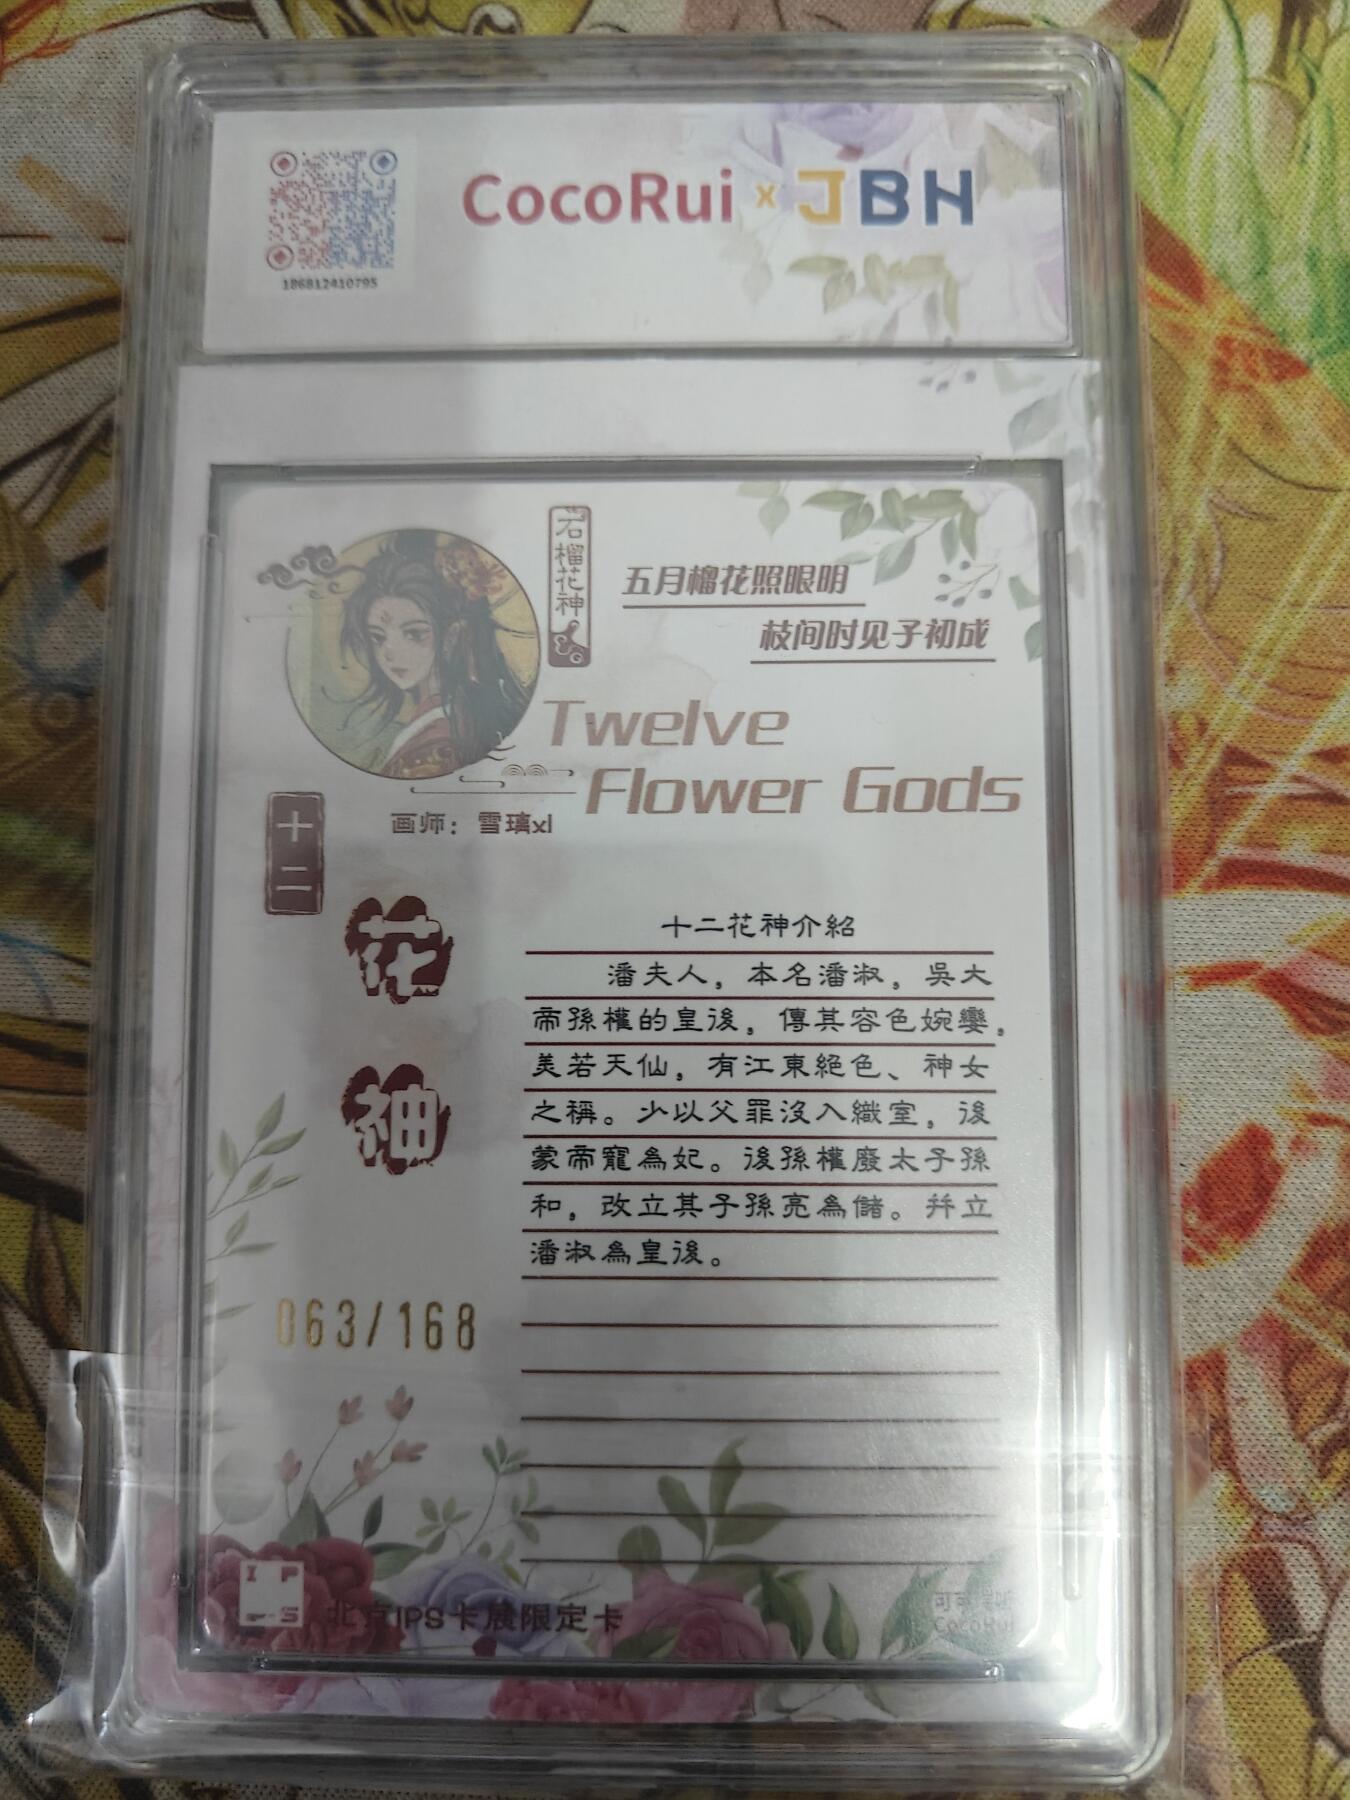 CocoRui x JBH
186812410795
石榴花神
五月榴花照眼明
枝间时见子初成
Twelve
Flower Gods
画师：雪璃xl
十二
花
神
十二花神介紹
潘夫人，本名潘淑，吳大
帝孫權的皇後，傳其容色婉孌，
美若天仙，有江東絕色、神女
之稱。少以父罪沒入織室，後
蒙帝寵為妃。後孫權廢太子孫
和，改立其子孫亮為儲。并立
潘淑為皇後。
063/168
IP
S
北京IPS卡展限定卡
CocoRui